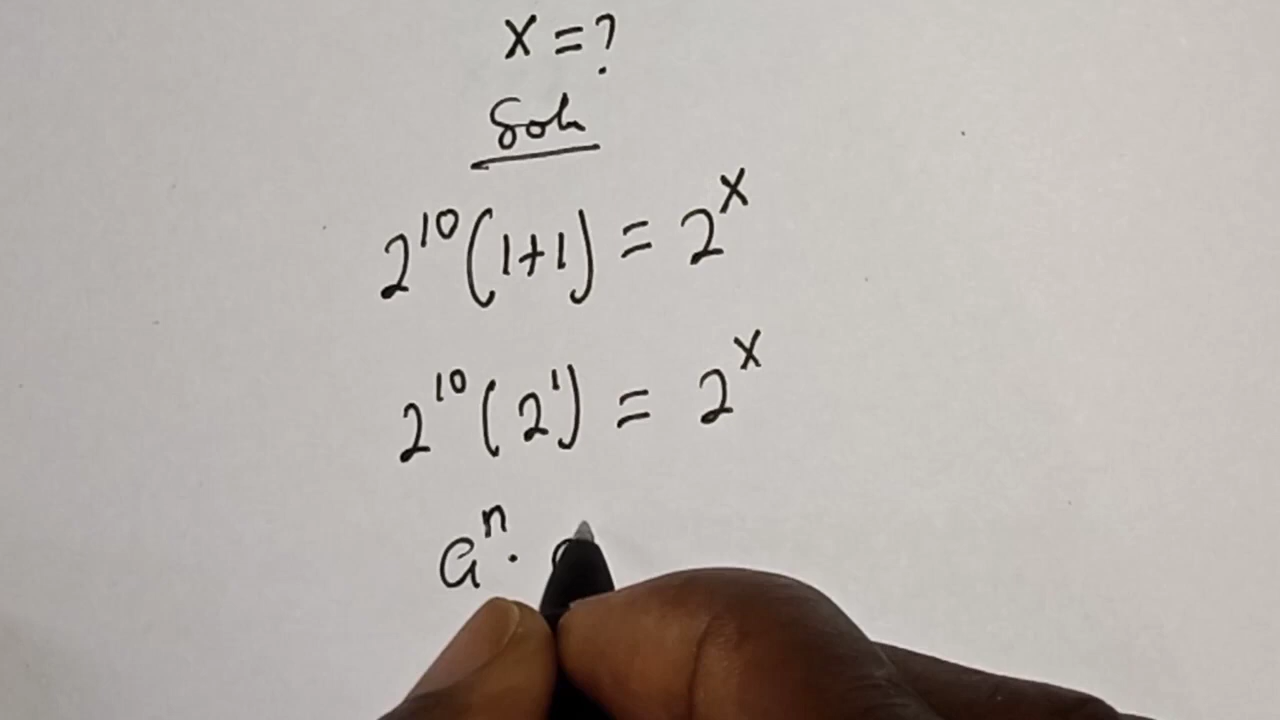 x = ?
Soln
2^10 (1+1) = 2^x
2^10 (2^1) = 2^x
a^n .